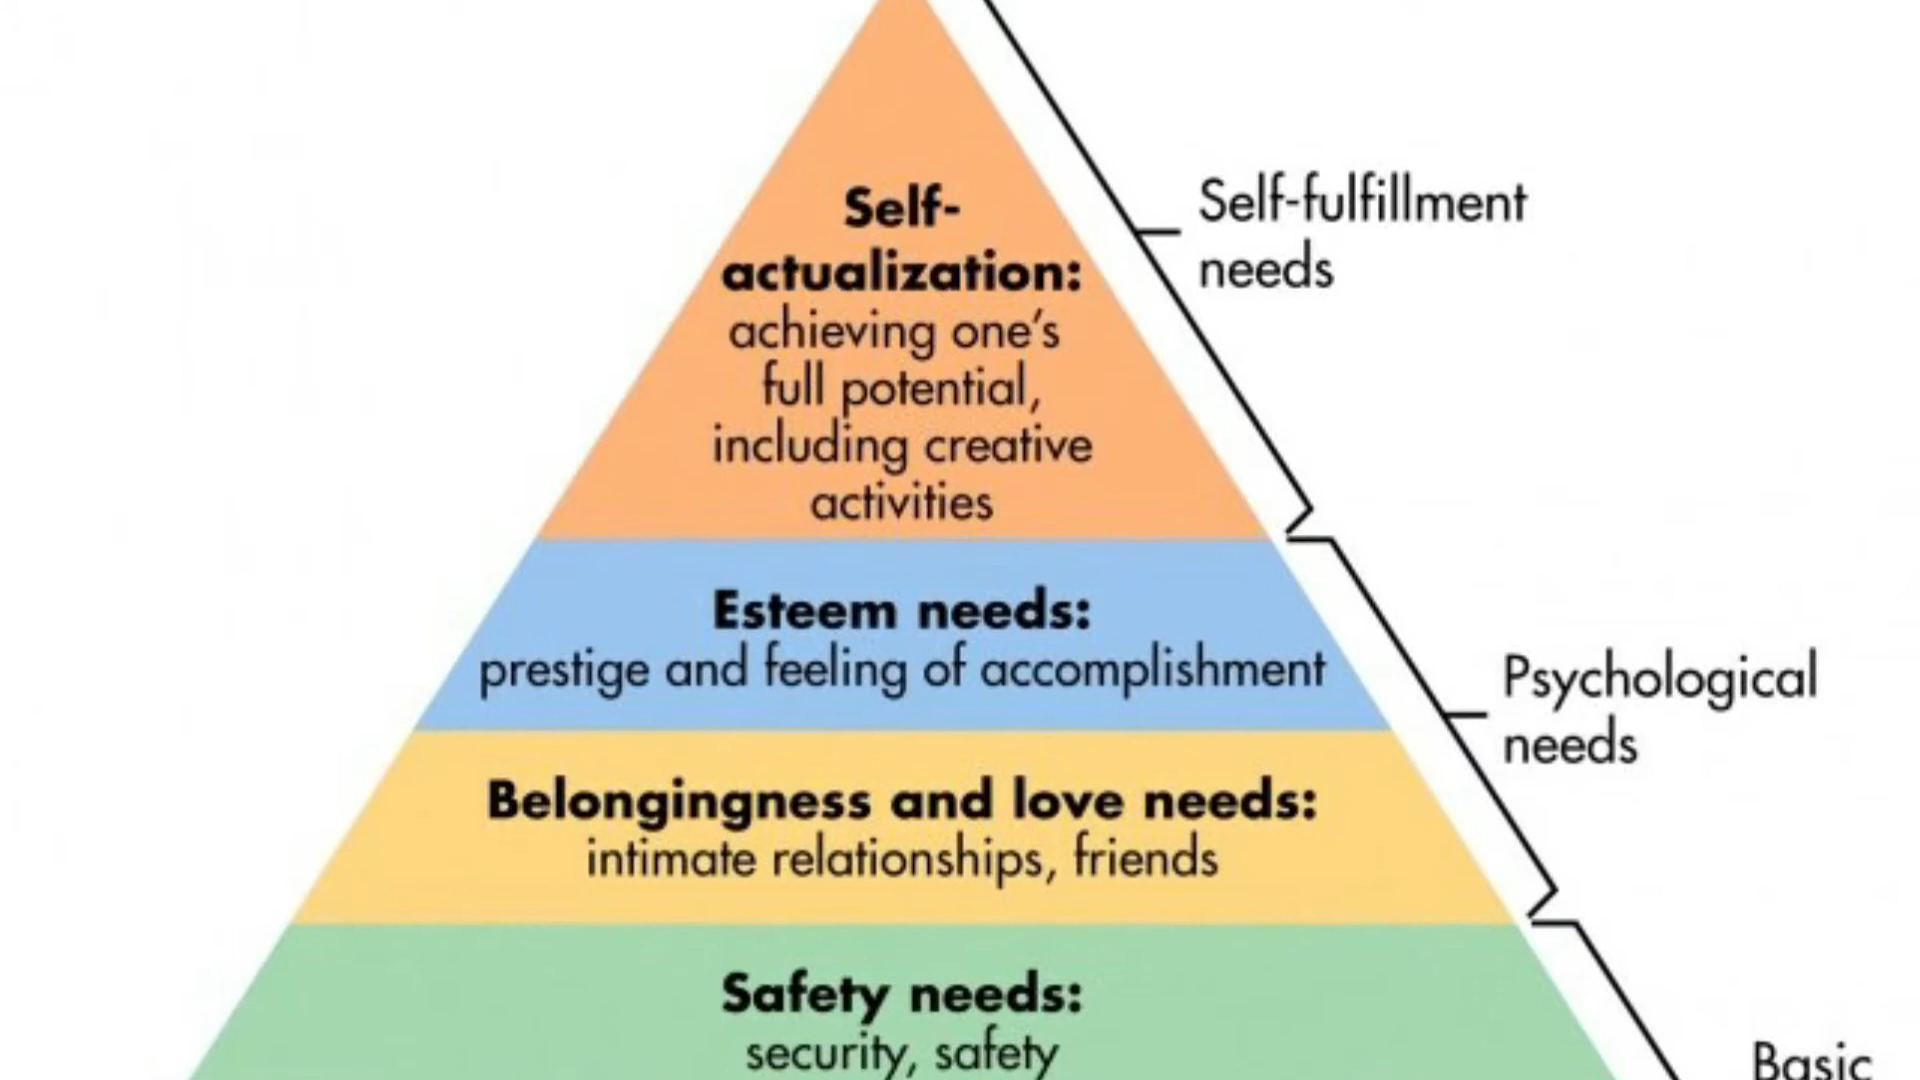 Self-
actualization:
achieving one's
full potential,
including creative
activities
Self-fulfillment
needs
Esteem needs:
prestige and feeling of accomplishment
Psychological
needs
Belongingness and love needs:
intimate relationships, friends
Safety needs:
security, safety
Basic